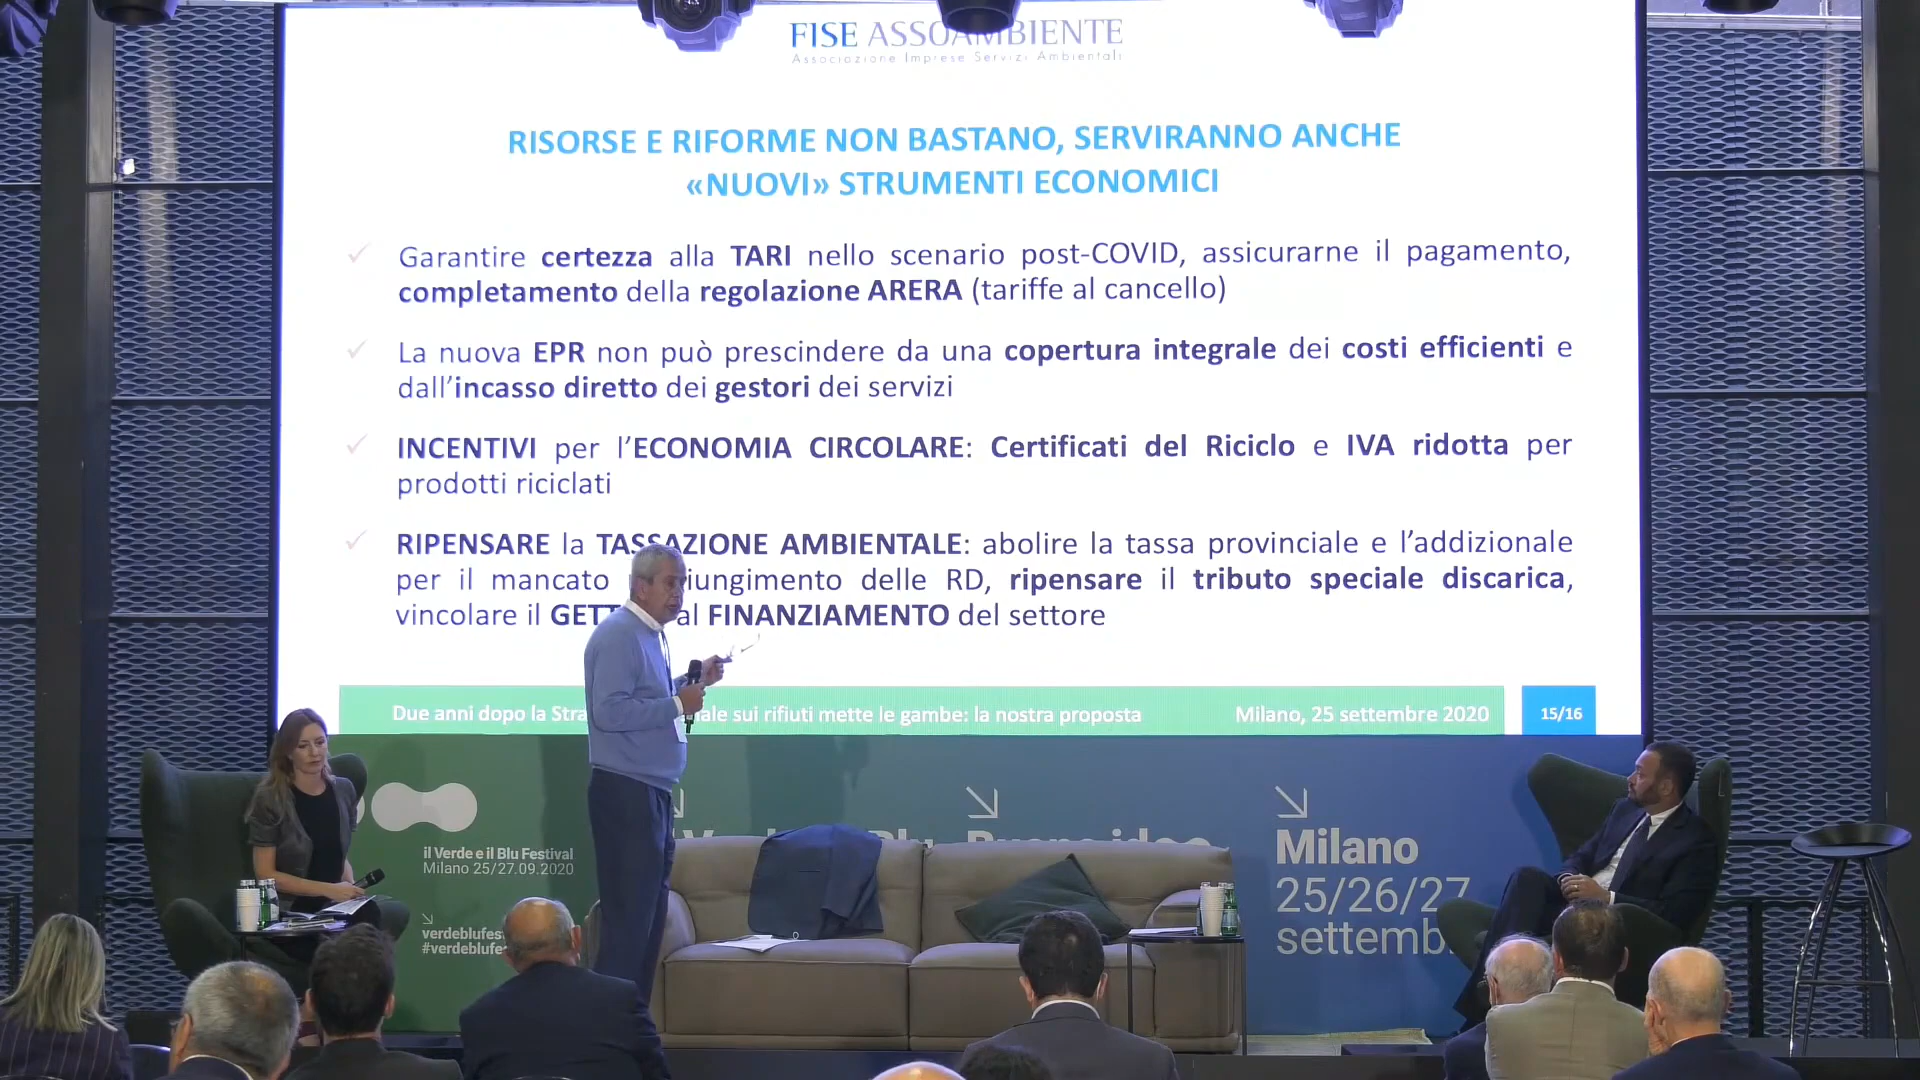 FISE ASSOAMBIENTE
Associazione Imprese Servizi Ambientali
RISORSE E RIFORME NON BASTANO, SERVIRANNO ANCHE
«NUOVI» STRUMENTI ECONOMICI
✓ Garantire certezza alla TARI nello scenario post-COVID, assicurarne il pagamento,
completamento della regolazione ARERA (tariffe al cancello)
✓ La nuova EPR non può prescindere da una copertura integrale dei costi efficienti e
dall'incasso diretto dei gestori dei servizi
✓ INCENTIVI per l'ECONOMIA CIRCOLARE: Certificati del Riciclo e IVA ridotta per
prodotti riciclati
✓ RIPENSARE la TASSAZIONE AMBIENTALE: abolire la tassa provinciale e l'addizionale
per il mancato iungimento delle RD, ripensare il tributo speciale discarica,
vincolare il GETT al FINANZIAMENTO del settore
Due anni dopo la Stra ale sui rifiuti mette le gambe: la nostra proposta
Milano, 25 settembre 2020
15/16
il Verde e il Blu Festival
Milano 25/27.09.2020
verdeblufes
#verdeblufe
Milano
25/26/27
settemb